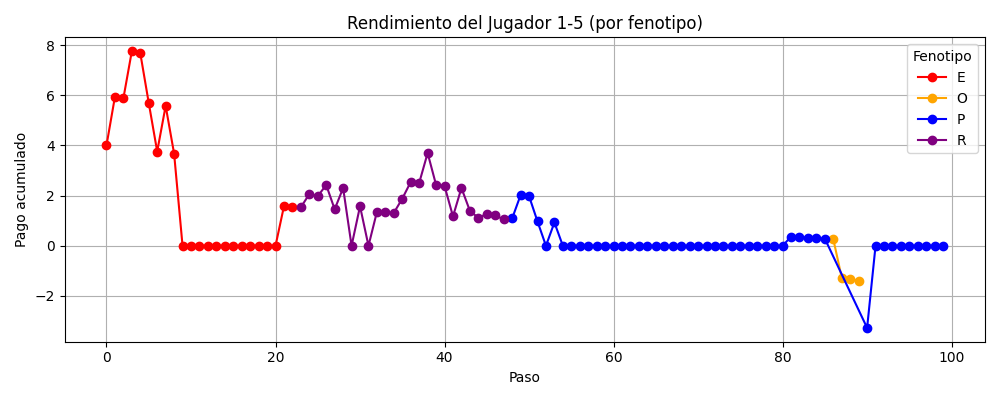 Rendimiento del Jugador 1-5 (por fenotipo)
Pago acumulado
8
6
4
2
0
−2
Fenotipo
E
O
P
R
0 20 40 60 80 100
Paso